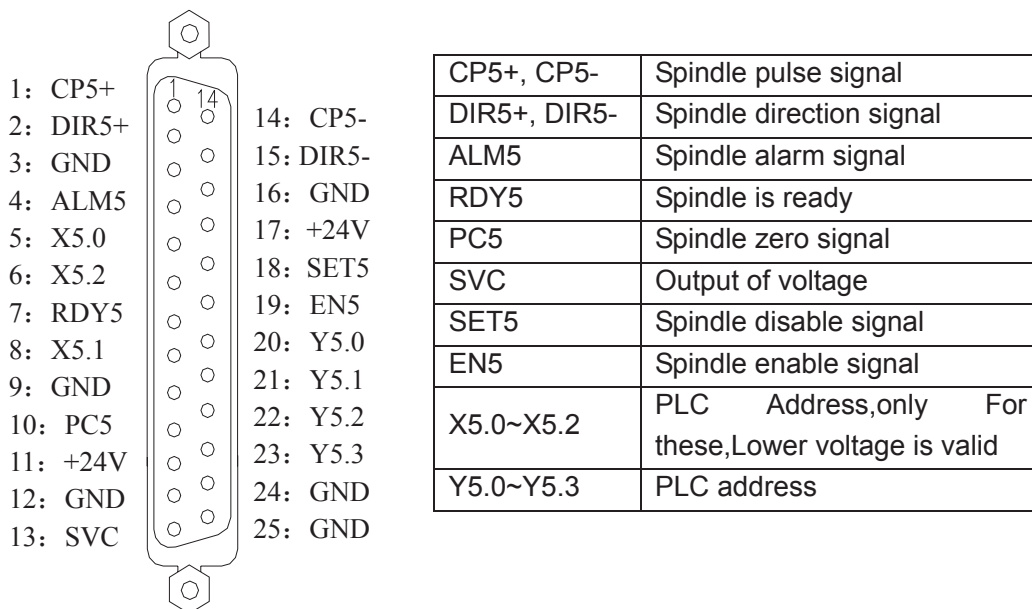 1：CP5+
2：DIR5+
3：GND
4：ALM5
5：X5.0
6：X5.2
7：RDY5
8：X5.1
9：GND
10：PC5
11：+24V
12：GND
13：SVC
1
14
14：CP5-
15：DIR5-
16：GND
17：+24V
18：SET5
19：EN5
20：Y5.0
21：Y5.1
22：Y5.2
23：Y5.3
24：GND
25：GND
CP5+, CP5- Spindle pulse signal
DIR5+, DIR5- Spindle direction signal
ALM5 Spindle alarm signal
RDY5 Spindle is ready
PC5 Spindle zero signal
SVC Output of voltage
SET5 Spindle disable signal
EN5 Spindle enable signal
X5.0~X5.2 PLC Address,only For
these,Lower voltage is valid
Y5.0~Y5.3 PLC address